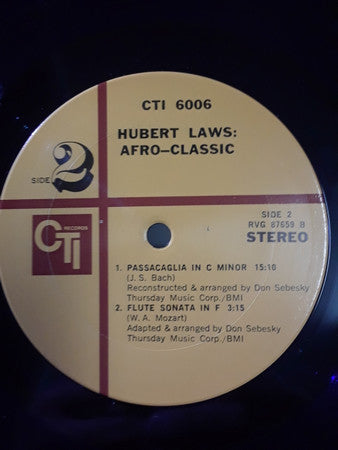 CTI 6006
HUBERT LAWS:
AFRO-CLASSIC
SIDE 2
CTI RECORDS
SIDE 2
RVG 87659 B
STEREO
1. PASSACAGLIA IN C MINOR 15:16
(J. S. Bach)
Reconstructed & arranged by Don Sebesky
Thursday Music Corp./BMI
2. FLUTE SONATA IN F 3:15
(W. A. Mozart)
Adapted & arranged by Don Sebesky
Thursday Music Corp./BMI